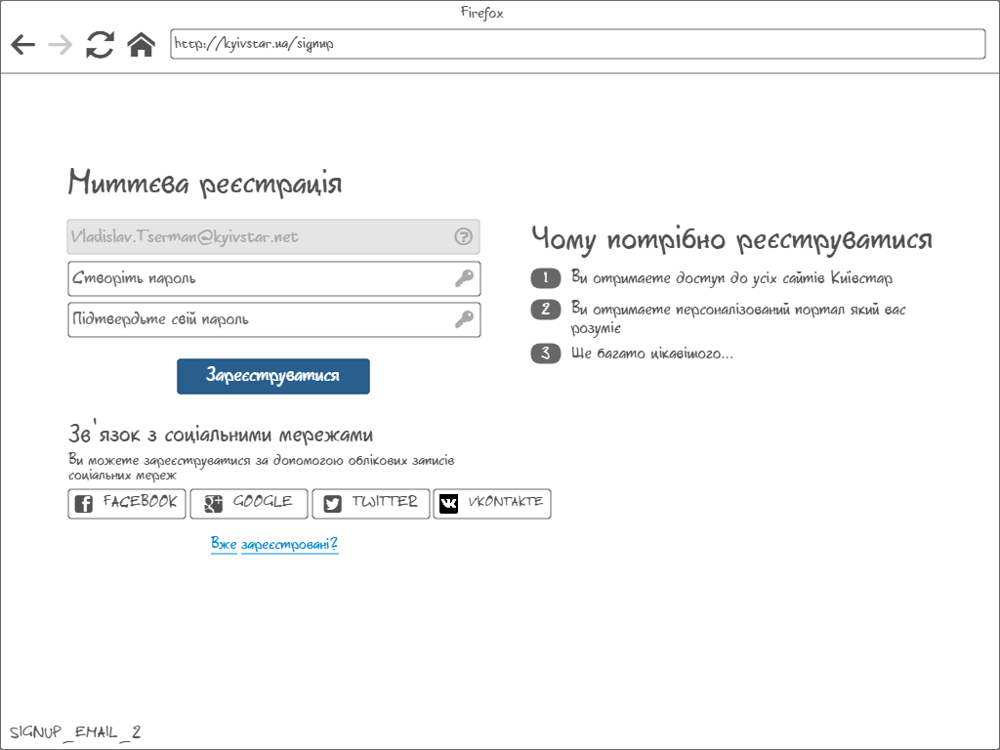 Firefox
http://kyivstar.ua/signup
Миттєва реєстрація
Vladislav.Tserman@kyivstar.net
?
Створіть пароль
Підтвердьте свій пароль
Зареєструватися
Чому потрібно реєструватися
1 Ви отримаєте доступ до усіх сайтів Київстар
2 Ви отримаєте персоналізований портал який вас
розуміє
3 Ще багато цікавішого...
Зв'язок з соціальними мережами
Ви можете зареєструватися за допомогою облікових записів
соціальних мереж
FACEBOOK GOOGLE TWITTER VKONTAKTE
Вже зареєстровані?
SIGNUP_EMAIL_2